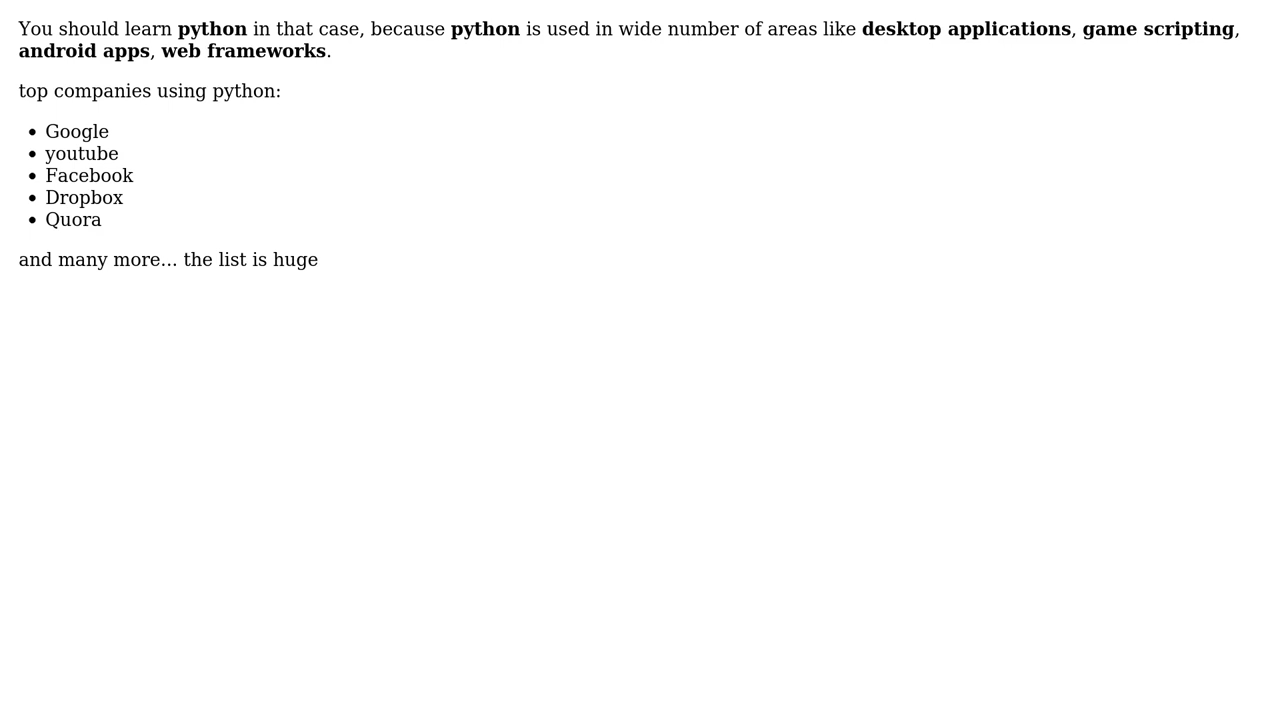 You should learn python in that case, because python is used in wide number of areas like desktop applications, game scripting,
android apps, web frameworks.
top companies using python:
• Google
• youtube
• Facebook
• Dropbox
• Quora
and many more... the list is huge